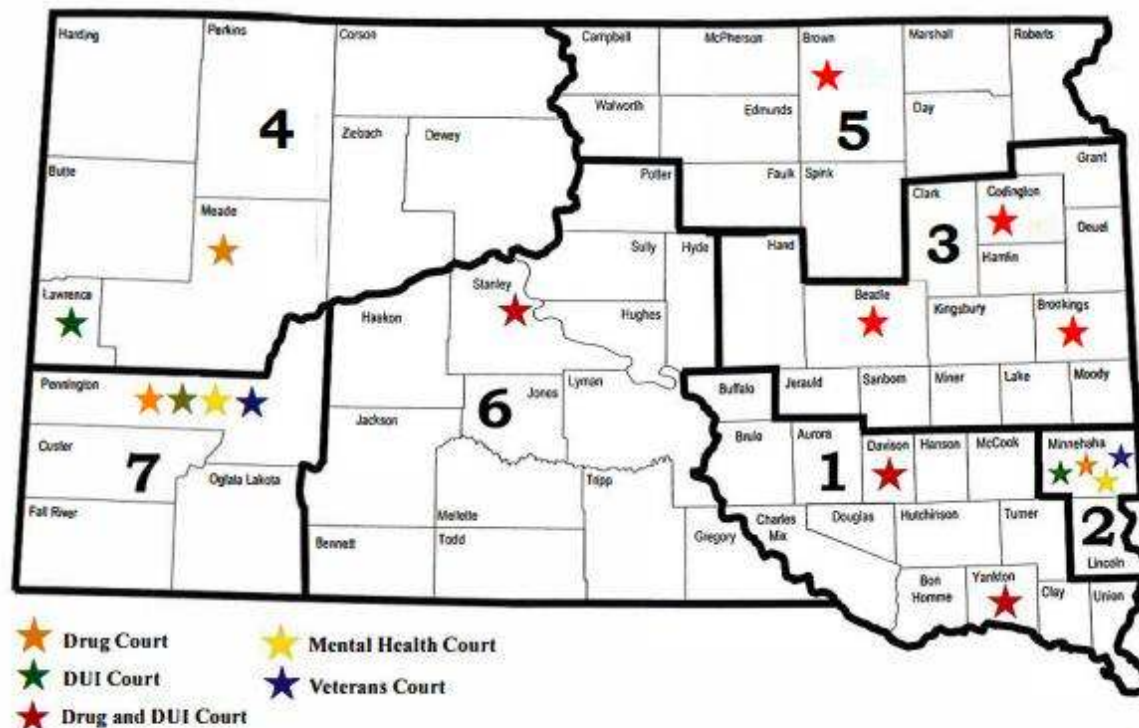 Harding
Perkins
Corson
Campbell
McPherson
Brown
Marshall
Roberts
4
Walworth
Edmunds
5
Day
Ziebach
Dewey
Butte
Potter
Faulk
Spink
Grant
Meade
Clark
Codington
3
Deuel
Sully
Hyde
Hand
Hamlin
Lawrence
Stanley
Beadle
Haakon
Hughes
Kingsbury
Brookings
Pennington
Jones
Lyman
Buffalo
Jerauld
Sanborn
Miner
Lake
Moody
6
Jackson
Custer
7
Brule
Aurora
1
Davison
Hanson
McCook
Minnehaha
Oglala Lakota
Tripp
Fall River
Mellette
Todd
Bennett
Gregory
Charles
Mix
Douglas
Hutchinson
Turner
2
Lincoln
Bon
Homme
Yankton
Clay
Union
Drug Court
Mental Health Court
DUI Court
Veterans Court
Drug and DUI Court